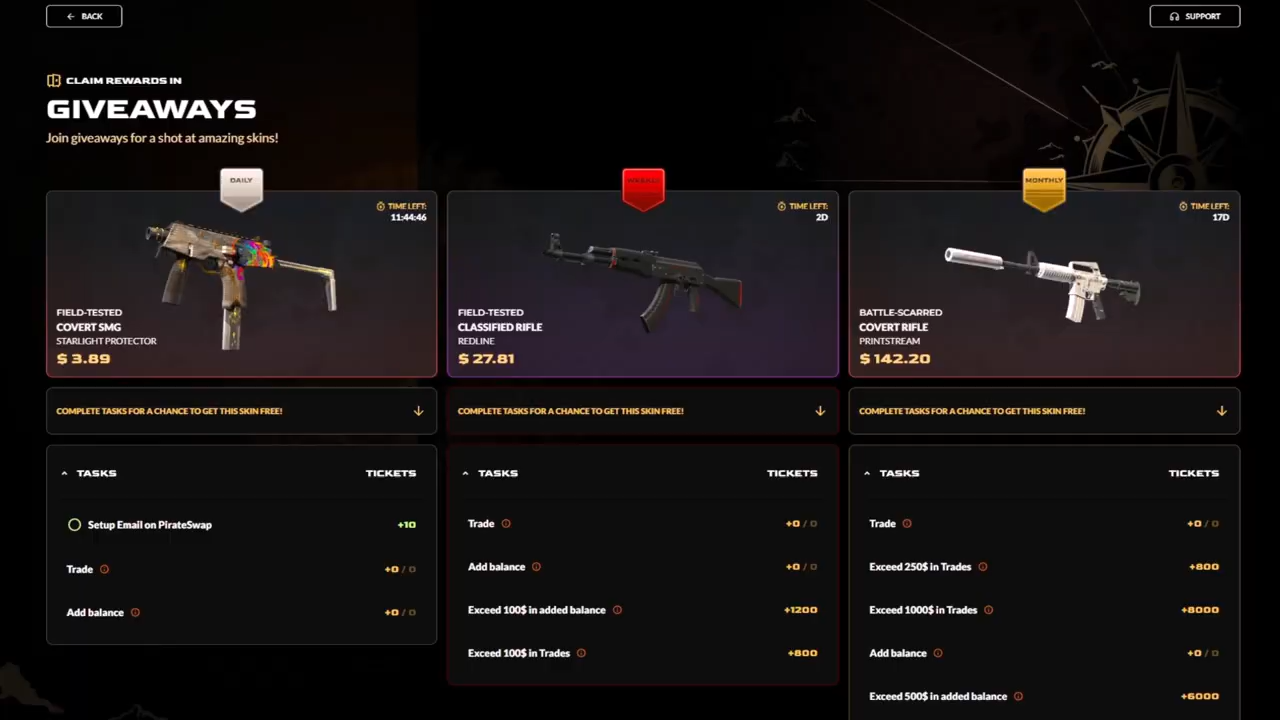 BACK
SUPPORT
CLAIM REWARDS IN
GIVEAWAYS
Join giveaways for a shot at amazing skins!
DAILY
TIME LEFT:
11:44:46
FIELD-TESTED
COVERT SMG
STARLIGHT PROTECTOR
$ 3.89
WEEKLY
TIME LEFT:
2D
FIELD-TESTED
CLASSIFIED RIFLE
REDLINE
$ 27.81
MONTHLY
TIME LEFT:
17D
BATTLE-SCARRED
COVERT RIFLE
PRINTSTREAM
$ 142.20
COMPLETE TASKS FOR A CHANCE TO GET THIS SKIN FREE!
COMPLETE TASKS FOR A CHANCE TO GET THIS SKIN FREE!
COMPLETE TASKS FOR A CHANCE TO GET THIS SKIN FREE!
TASKS TICKETS
Setup Email on PirateSwap +10
Trade +0 / 0
Add balance +0 / 0
TASKS TICKETS
Trade +0 / 0
Add balance +0 / 0
Exceed 100$ in added balance +1200
Exceed 100$ in Trades +800
TASKS TICKETS
Trade +0 / 0
Exceed 250$ in Trades +800
Exceed 1000$ in Trades +8000
Add balance +0 / 0
Exceed 500$ in added balance +6000